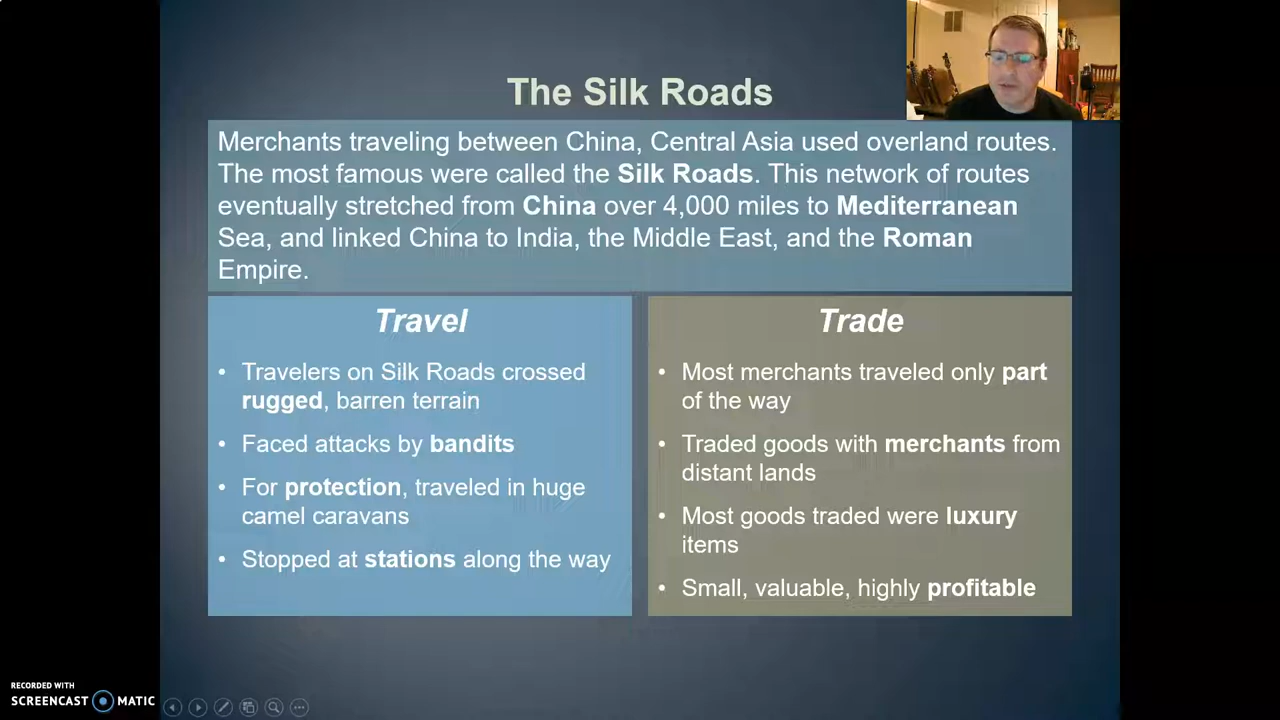 The Silk Roads
Merchants traveling between China, Central Asia used overland routes.
The most famous were called the Silk Roads. This network of routes
eventually stretched from China over 4,000 miles to Mediterranean
Sea, and linked China to India, the Middle East, and the Roman
Empire.
Travel
• Travelers on Silk Roads crossed
rugged, barren terrain
• Faced attacks by bandits
• For protection, traveled in huge
camel caravans
• Stopped at stations along the way
Trade
• Most merchants traveled only part
of the way
• Traded goods with merchants from
distant lands
• Most goods traded were luxury
items
• Small, valuable, highly profitable
RECORDED WITH
SCREENCAST MATIC